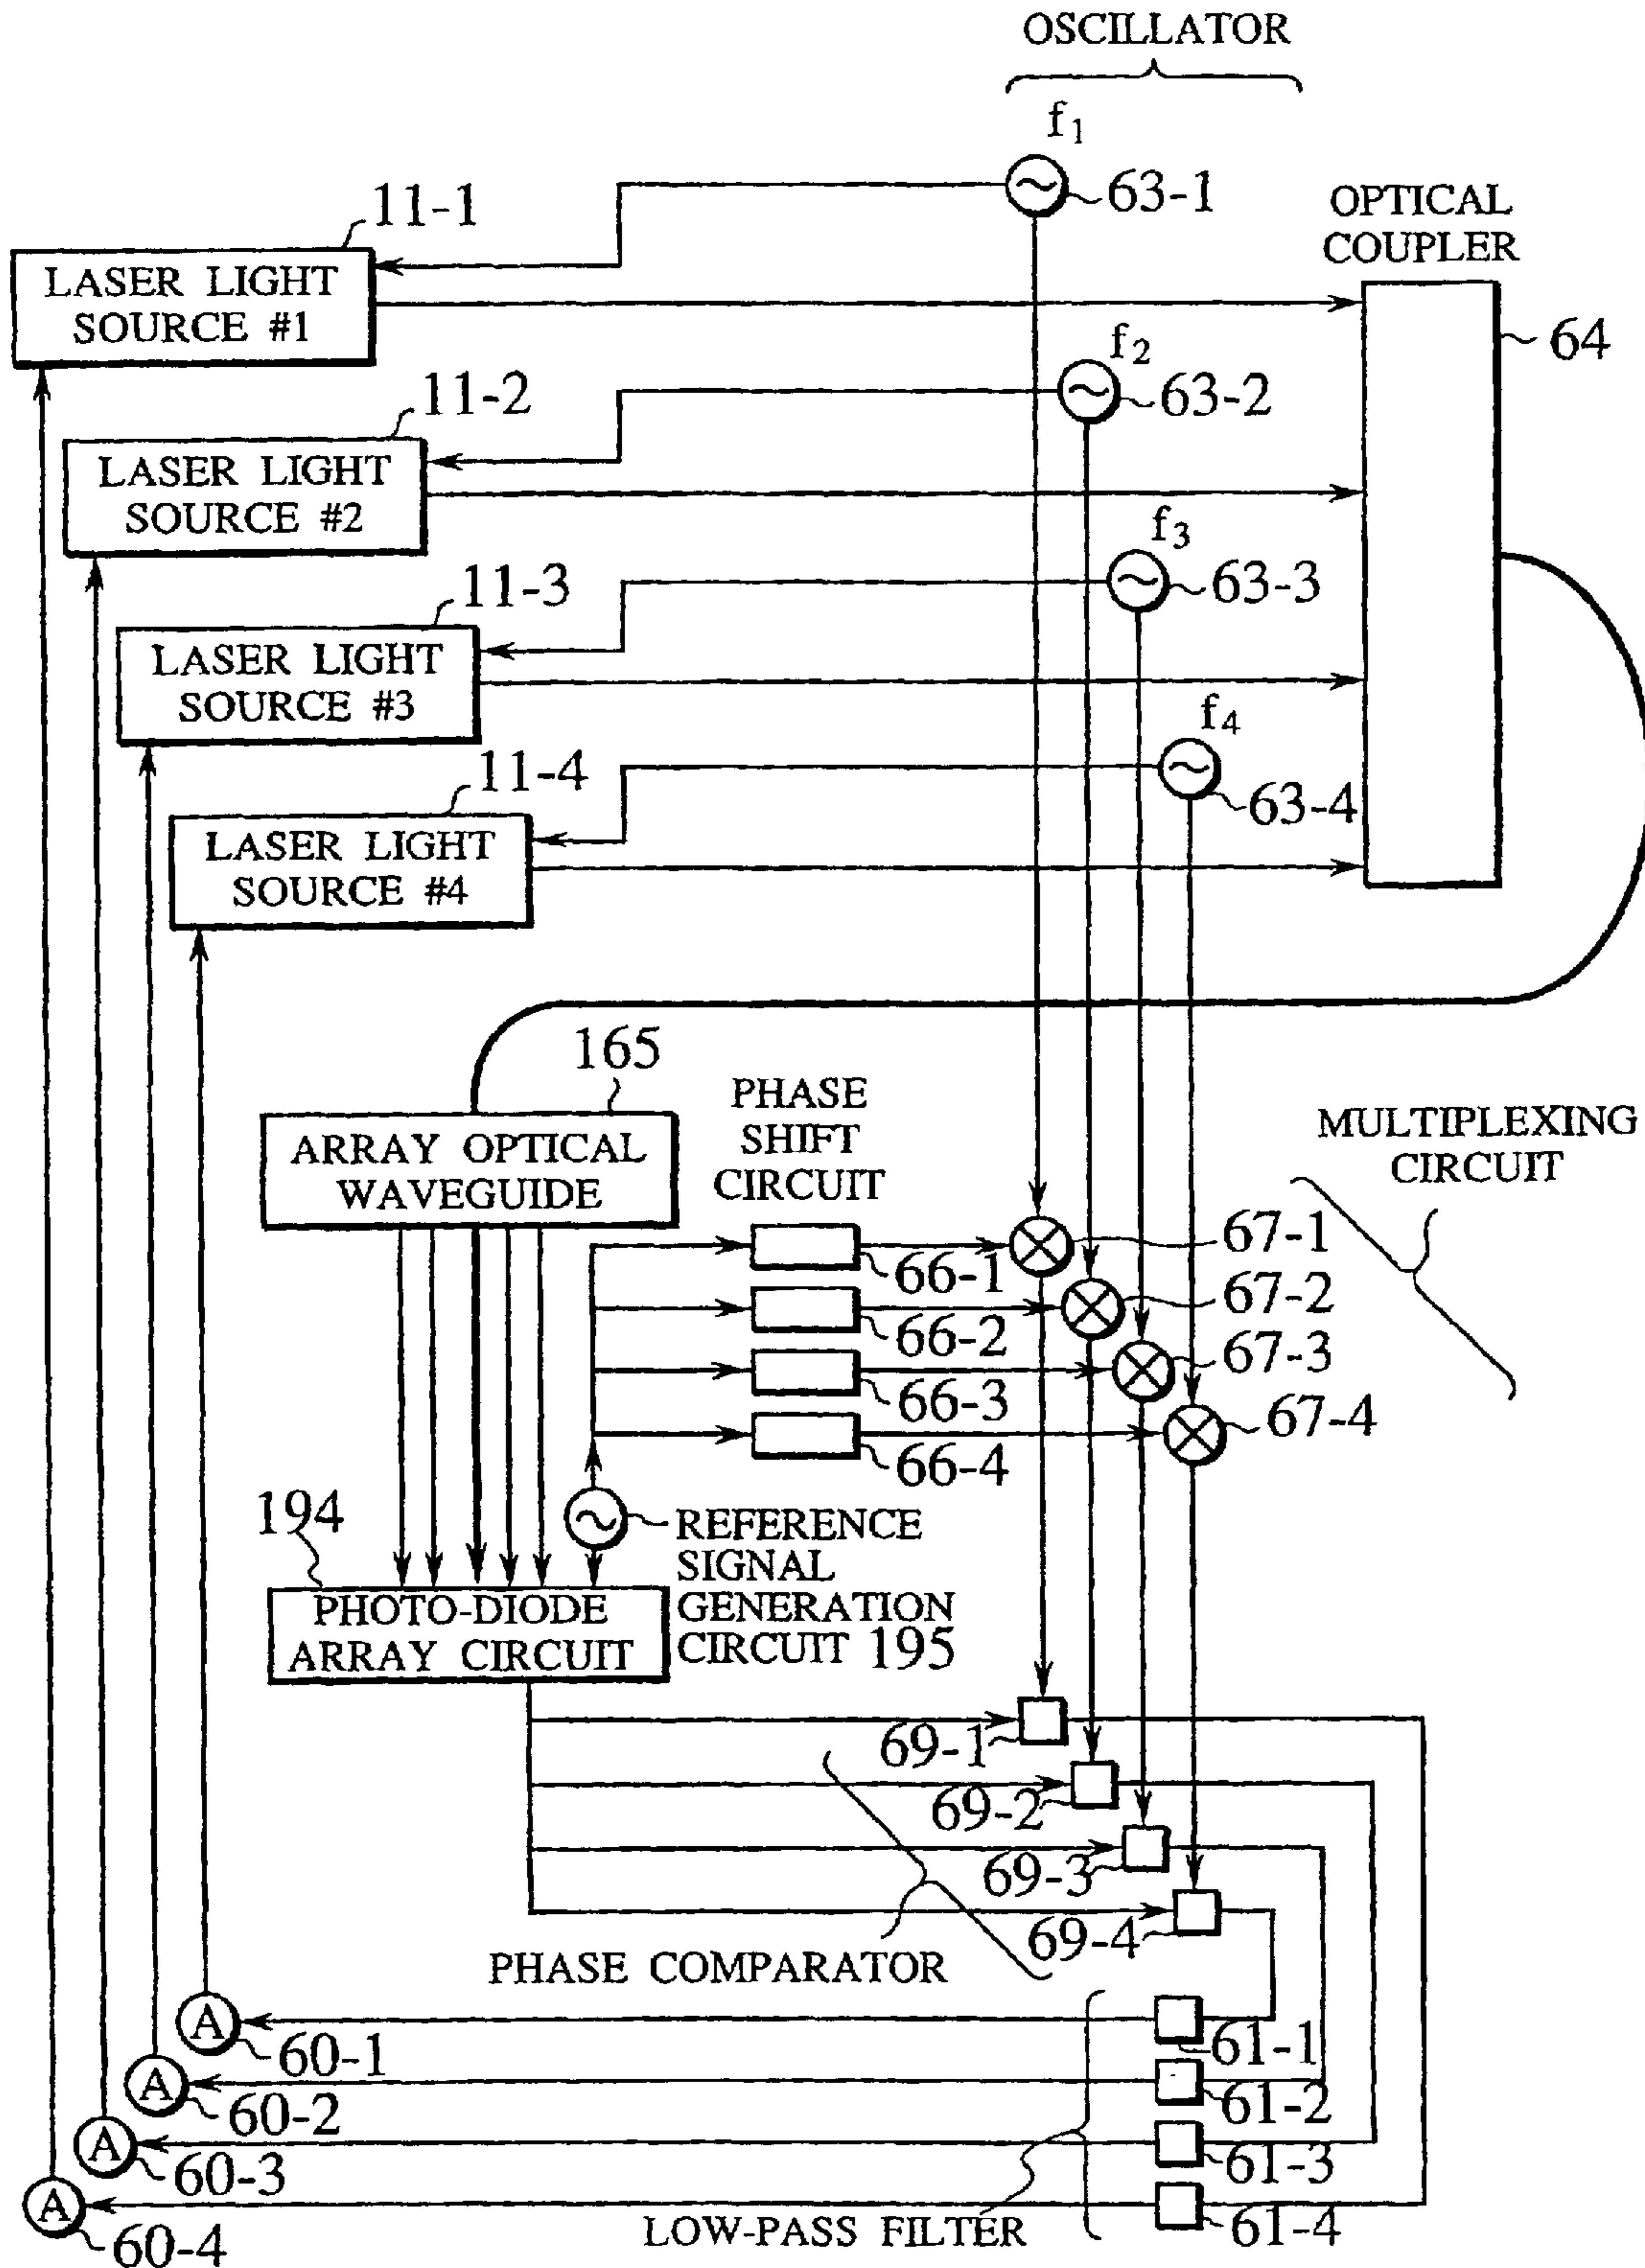 OSCILLATOR
f1
63-1
11-1
OPTICAL
COUPLER
LASER LIGHT
SOURCE #1
64
f2
63-2
11-2
LASER LIGHT
SOURCE #2
f3
63-3
11-3
LASER LIGHT
SOURCE #3
f4
63-4
11-4
LASER LIGHT
SOURCE #4
165
ARRAY OPTICAL
WAVEGUIDE
PHASE
SHIFT
CIRCUIT
MULTIPLEXING
CIRCUIT
66-1
67-1
66-2
67-2
66-3
67-3
66-4
67-4
194
REFERENCE
SIGNAL
GENERATION
CIRCUIT 195
PHOTO-DIODE
ARRAY CIRCUIT
69-1
69-2
69-3
69-4
PHASE COMPARATOR
A
60-1
61-1
A
60-2
61-2
A
60-3
61-3
A
60-4
LOW-PASS FILTER
61-4